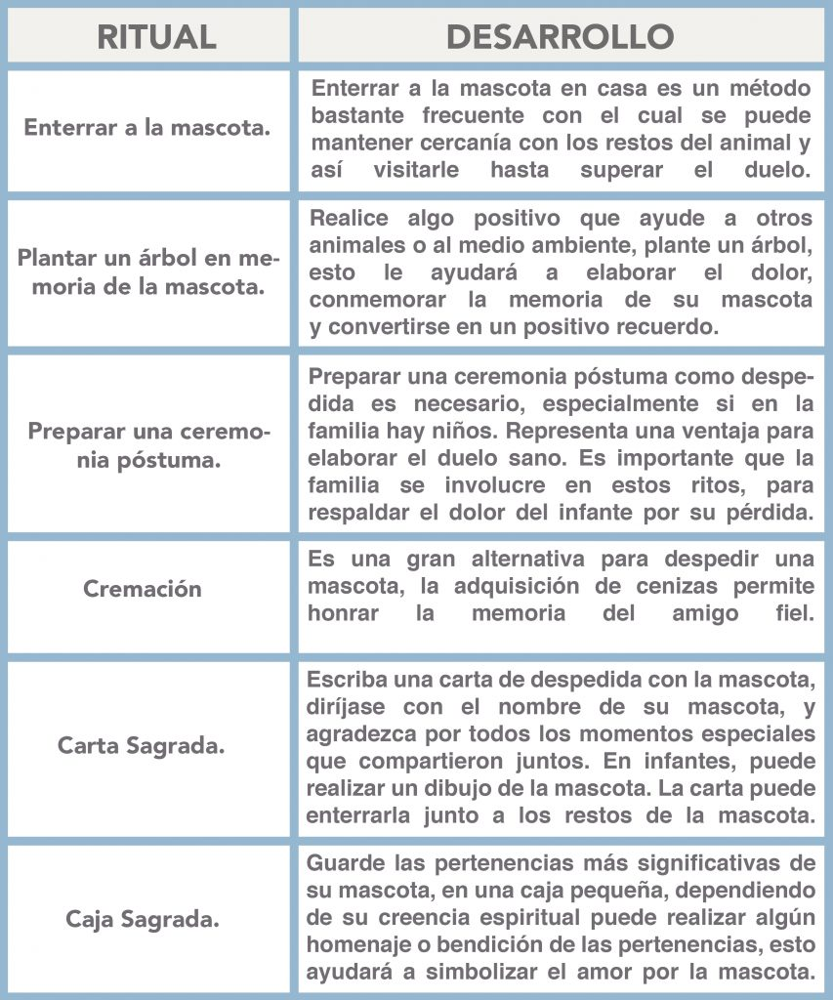 RITUAL
DESARROLLO
Enterrar a la mascota.
Enterrar a la mascota en casa es un método
bastante frecuente con el cual se puede
mantener cercanía con los restos del animal y
así visitarle hasta superar el duelo.
Plantar un árbol en me-
moria de la mascota.
Realice algo positivo que ayude a otros
animales o al medio ambiente, plante un árbol,
esto le ayudará a elaborar el dolor,
conmemorar la memoria de su mascota
y convertirse en un positivo recuerdo.
Preparar una ceremo-
nia póstuma.
Preparar una ceremonia póstuma como despe-
dida es necesario, especialmente si en la
familia hay niños. Representa una ventaja para
elaborar el duelo sano. Es importante que la
familia se involucre en estos ritos, para
respaldar el dolor del infante por su pérdida.
Cremación
Es una gran alternativa para despedir una
mascota, la adquisición de cenizas permite
honrar la memoria del amigo fiel.
Carta Sagrada.
Escriba una carta de despedida con la mascota,
diríjase con el nombre de su mascota, y
agradezca por todos los momentos especiales
que compartieron juntos. En infantes, puede
realizar un dibujo de la mascota. La carta puede
enterrarla junto a los restos de la mascota.
Caja Sagrada.
Guarde las pertenencias más significativas de
su mascota, en una caja pequeña, dependiendo
de su creencia espiritual puede realizar algún
homenaje o bendición de las pertenencias, esto
ayudará a simbolizar el amor por la mascota.